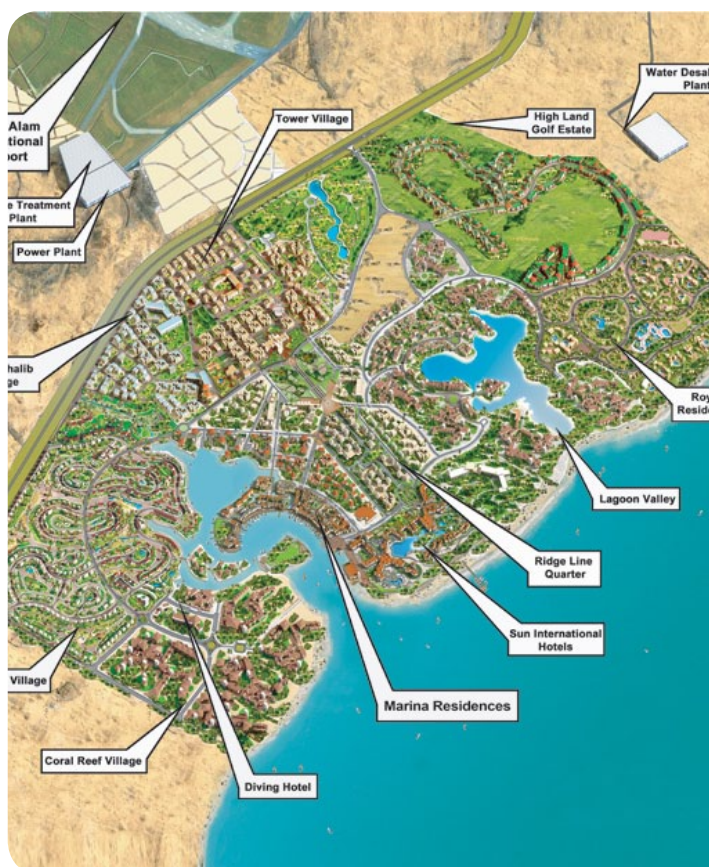 Water Desal
Plant
High Land
Golf Estate
Tower Village
Alam
tional
port
e Treatment
Plant
Power Plant
halib
ge
Roy
Reside
Lagoon Valley
Ridge Line
Quarter
Sun International
Hotels
Marina Residences
Village
Coral Reef Village
Diving Hotel